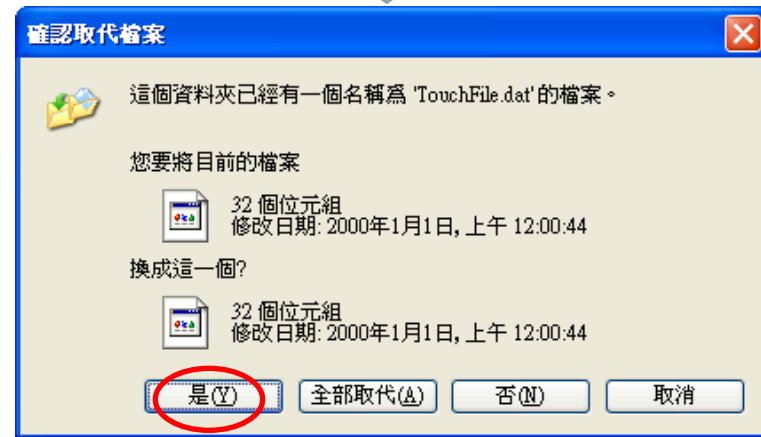 確認取代檔案
這個資料夾已經有一個名稱為 'TouchFile.dat' 的檔案。
您要將目前的檔案
32 個位元組
修改日期: 2000年1月1日, 上午 12:00:44
換成這一個?
32 個位元組
修改日期: 2000年1月1日, 上午 12:00:44
是(Y) 全部取代(A) 否(N) 取消